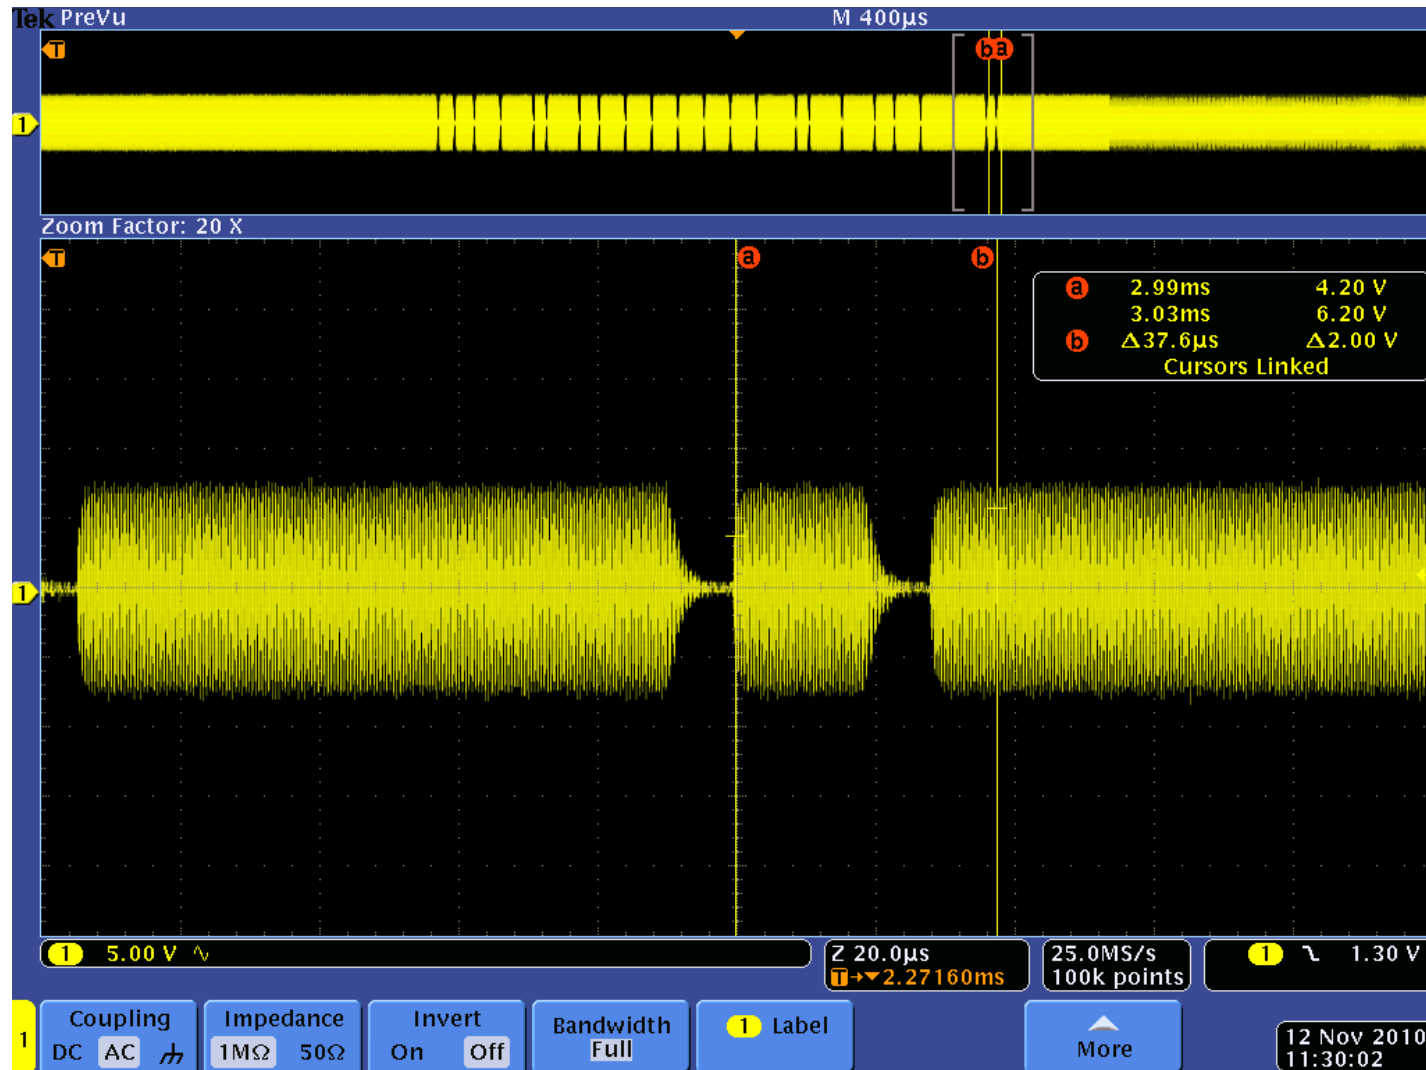 Tek PreVu M 400µs
T
b a
1
Zoom Factor: 20 X
T a b
a 2.99ms 4.20 V
3.03ms 6.20 V
b Δ37.6µs Δ2.00 V
Cursors Linked
1
1 5.00 V
Z 20.0µs
T→▼2.27160ms
25.0MS/s
100k points
1 1.30 V
1
Coupling
DC AC
Impedance
1MΩ 50Ω
Invert
On Off
Bandwidth
Full
1 Label
More
12 Nov 2010
11:30:02